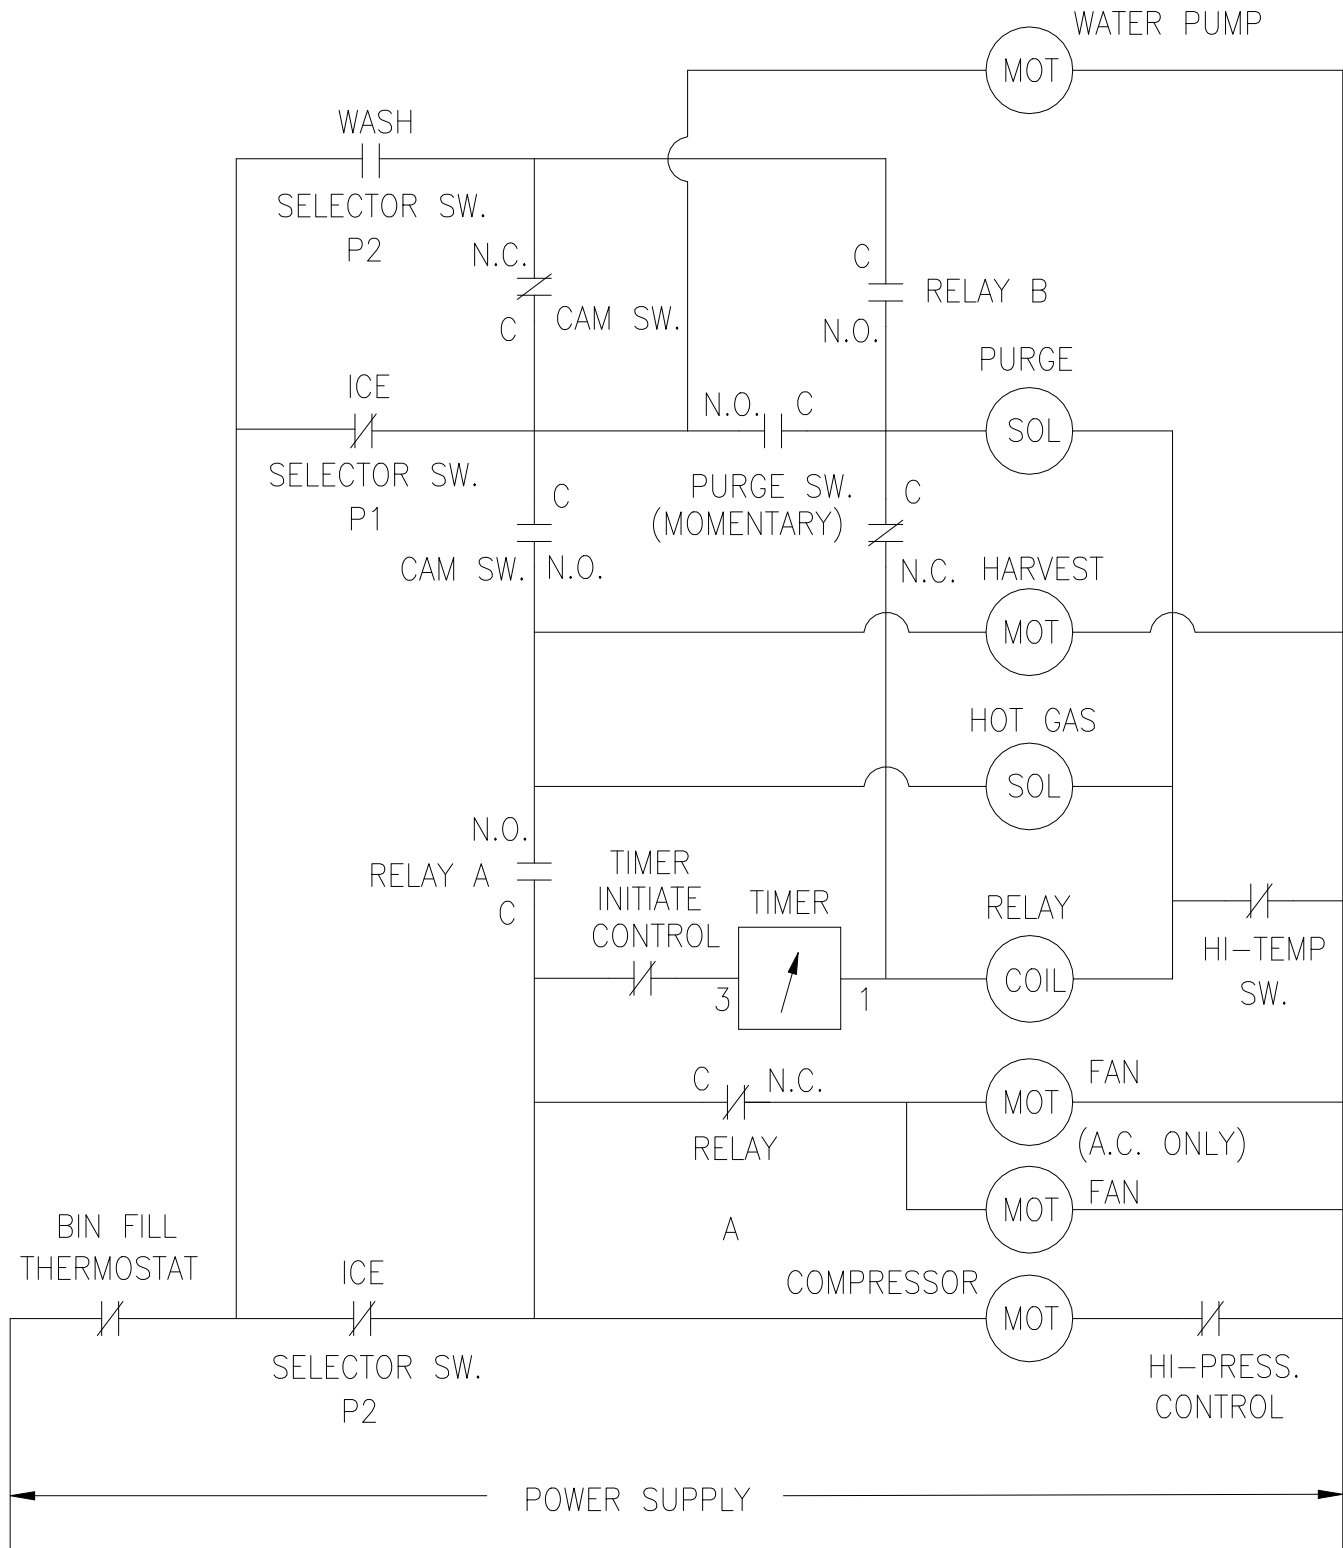 WATER PUMP
MOT
WASH
SELECTOR SW.
P2
N.C.
C
CAM SW.
C
RELAY B
N.O.
ICE
SELECTOR SW.
P1
N.O.
C
PURGE SW.
(MOMENTARY)
PURGE
SOL
C
CAM SW.
N.O.
C
N.C.
HARVEST
MOT
HOT GAS
SOL
N.O.
RELAY A
C
TIMER
INITIATE
CONTROL
TIMER
3
1
RELAY
COIL
HI-TEMP
SW.
C
N.C.
RELAY
A
FAN
MOT
(A.C. ONLY)
FAN
MOT
BIN FILL
THERMOSTAT
ICE
SELECTOR SW.
P2
COMPRESSOR
MOT
HI-PRESS.
CONTROL
POWER SUPPLY